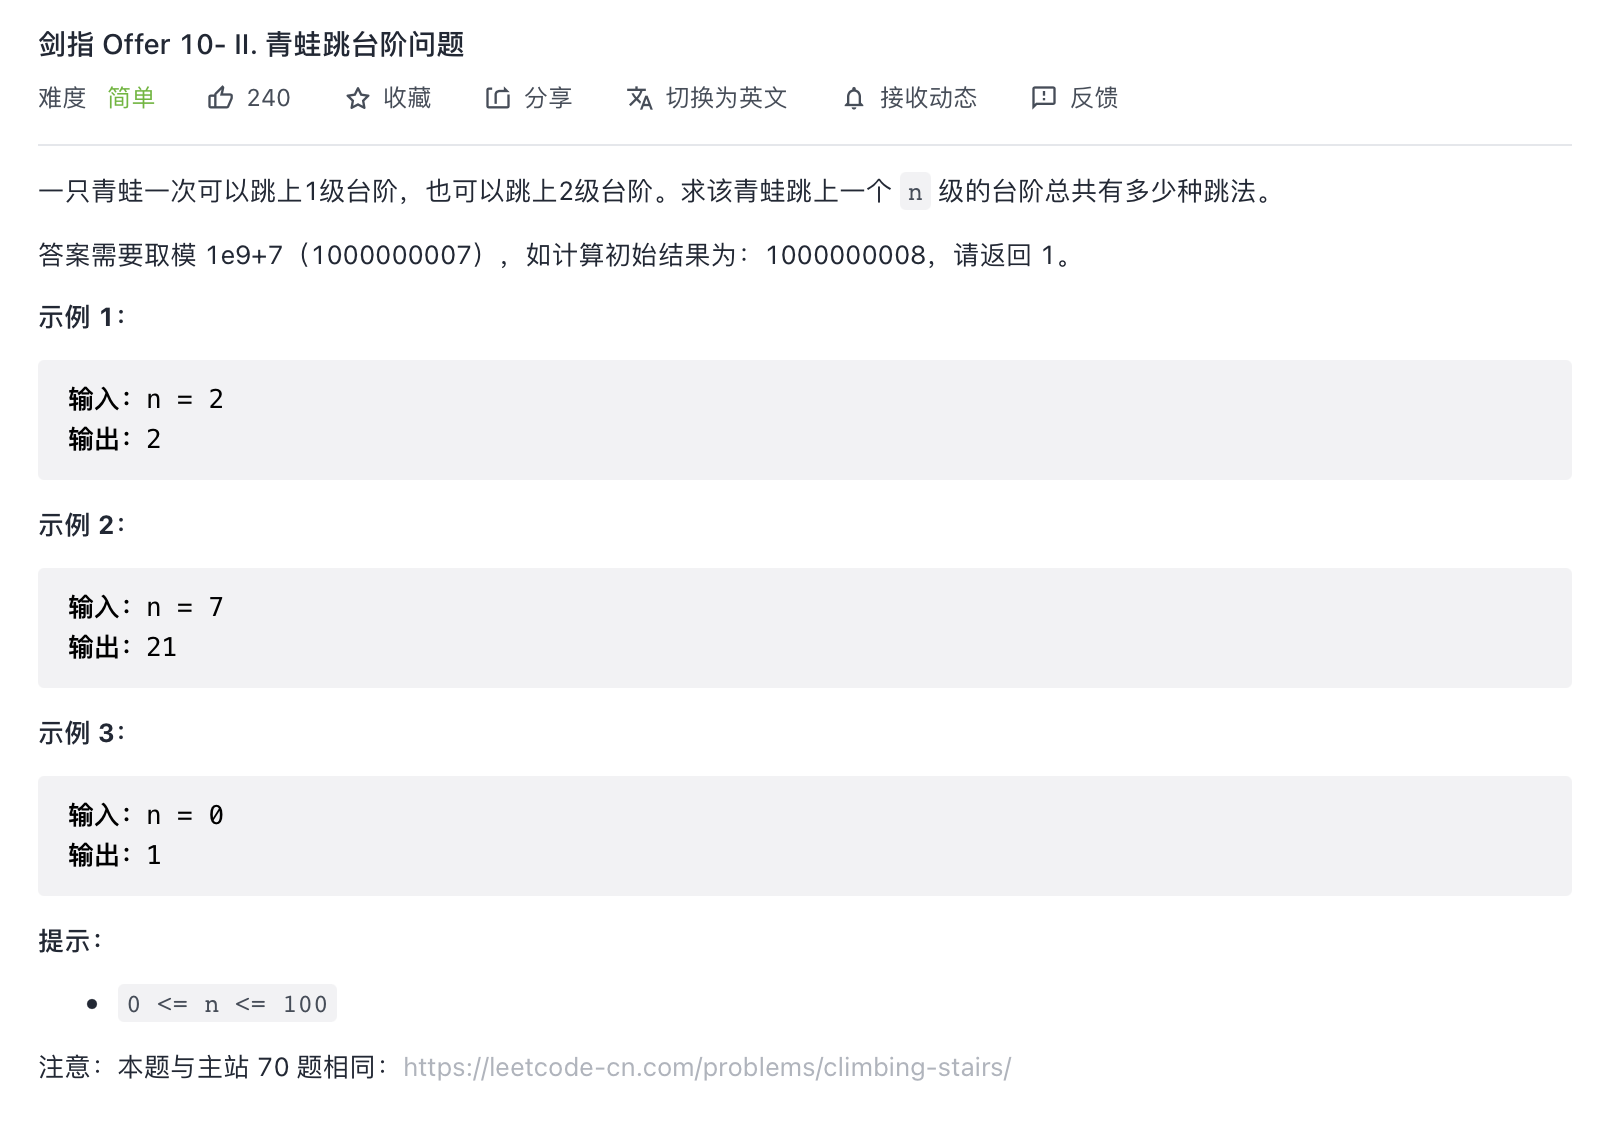 剑指 Offer 10- II. 青蛙跳台阶问题
难度 简单 240 收藏 分享 切换为英文 接收动态 反馈
一只青蛙一次可以跳上1级台阶，也可以跳上2级台阶。求该青蛙跳上一个 n 级的台阶总共有多少种跳法。
答案需要取模 1e9+7（1000000007），如计算初始结果为：1000000008，请返回 1。
示例 1：
输入：n = 2
输出：2
示例 2：
输入：n = 7
输出：21
示例 3：
输入：n = 0
输出：1
提示：
• 0 <= n <= 100
注意：本题与主站 70 题相同：https://leetcode-cn.com/problems/climbing-stairs/